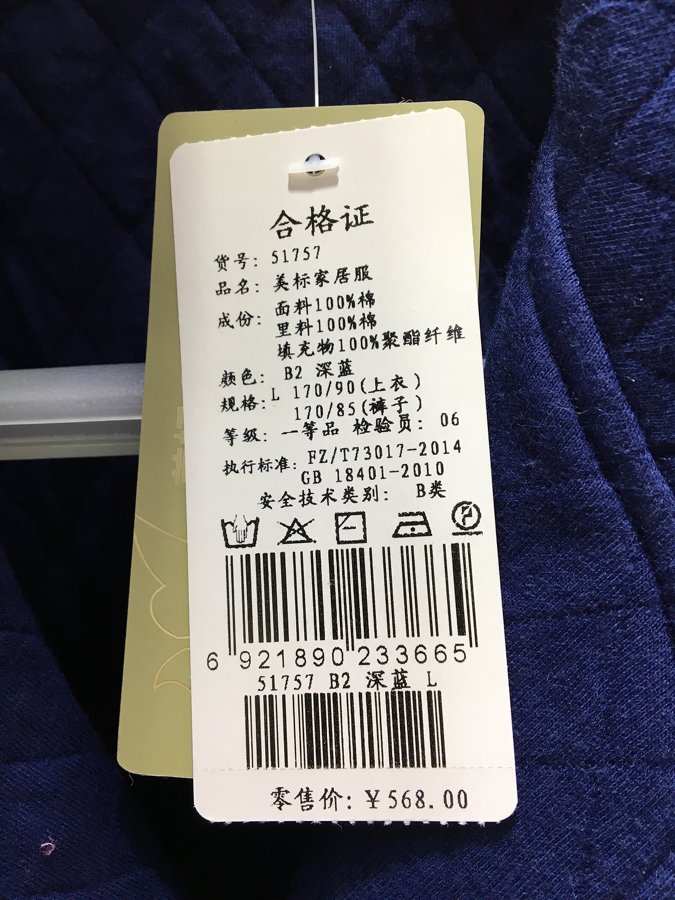 合格证
货号: 51757
品名: 美标家居服
成份: 面料100%棉
里料100%棉
填充物100%聚酯纤维
颜色: B2 深蓝
规格: L 170/90(上衣)
170/85(裤子)
等级: 一等品 检验员: 06
执行标准: FZ/T73017-2014
GB 18401-2010
安全技术类别: B类
6 921890 233665
51757 B2 深蓝 L
零售价: ¥568.00